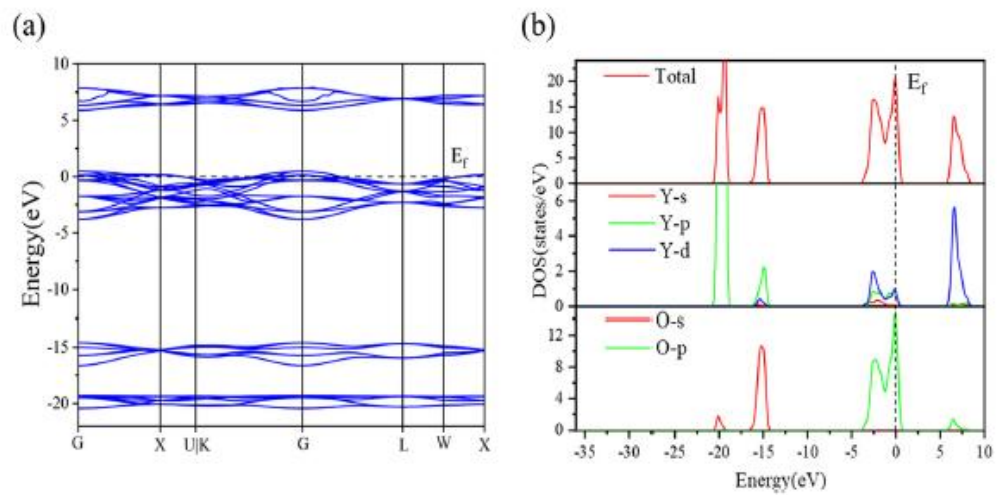 (a)
10
5
0
-5
-10
-15
-20
Energy(eV)
E_f
G X U|K G L W X
(b)
Total
E_f
20
15
10
5
0
Y-s
Y-p
Y-d
6
4
2
0
DOS(states/eV)
O-s
O-p
12
8
4
0
-35 -30 -25 -20 -15 -10 -5 0 5 10
Energy(eV)